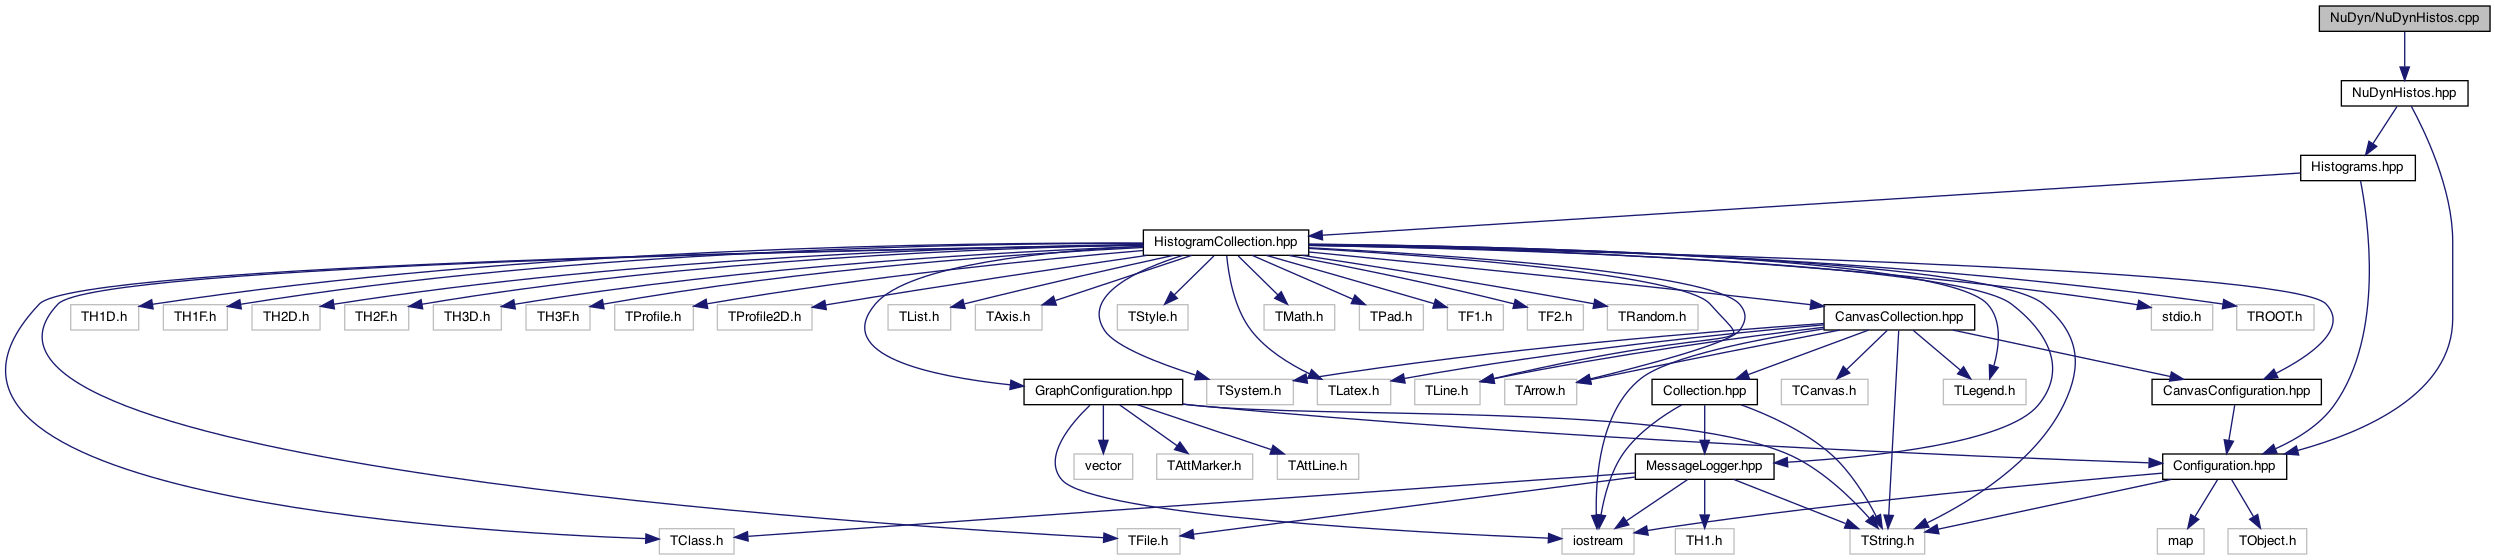 NuDyn/NuDynHistos.cpp
NuDynHistos.hpp
Histograms.hpp
HistogramCollection.hpp
TH1D.h
TH1F.h
TH2D.h
TH2F.h
TH3D.h
TH3F.h
TProfile.h
TProfile2D.h
TList.h
TAxis.h
TStyle.h
TMath.h
TPad.h
TF1.h
TF2.h
TRandom.h
CanvasCollection.hpp
stdio.h
TROOT.h
GraphConfiguration.hpp
TSystem.h
TLatex.h
TLine.h
TArrow.h
Collection.hpp
TCanvas.h
TLegend.h
CanvasConfiguration.hpp
vector
TAttMarker.h
TAttLine.h
MessageLogger.hpp
Configuration.hpp
TClass.h
TFile.h
iostream
TH1.h
TString.h
map
TObject.h